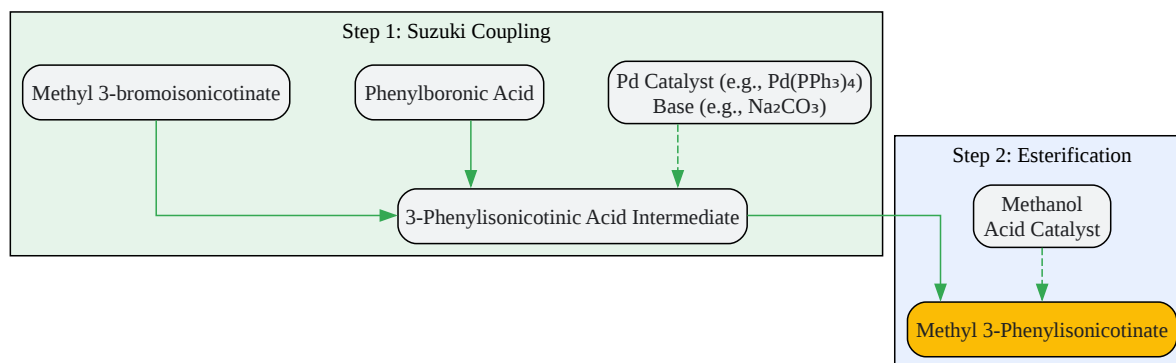 Step 1: Suzuki Coupling
Methyl 3-bromoisonicotinate
Phenylboronic Acid
Pd Catalyst (e.g., Pd(PPh₃)₄)
Base (e.g., Na₂CO₃)
3-Phenylisonicotinic Acid Intermediate
Step 2: Esterification
Methanol
Acid Catalyst
Methyl 3-Phenylisonicotinate